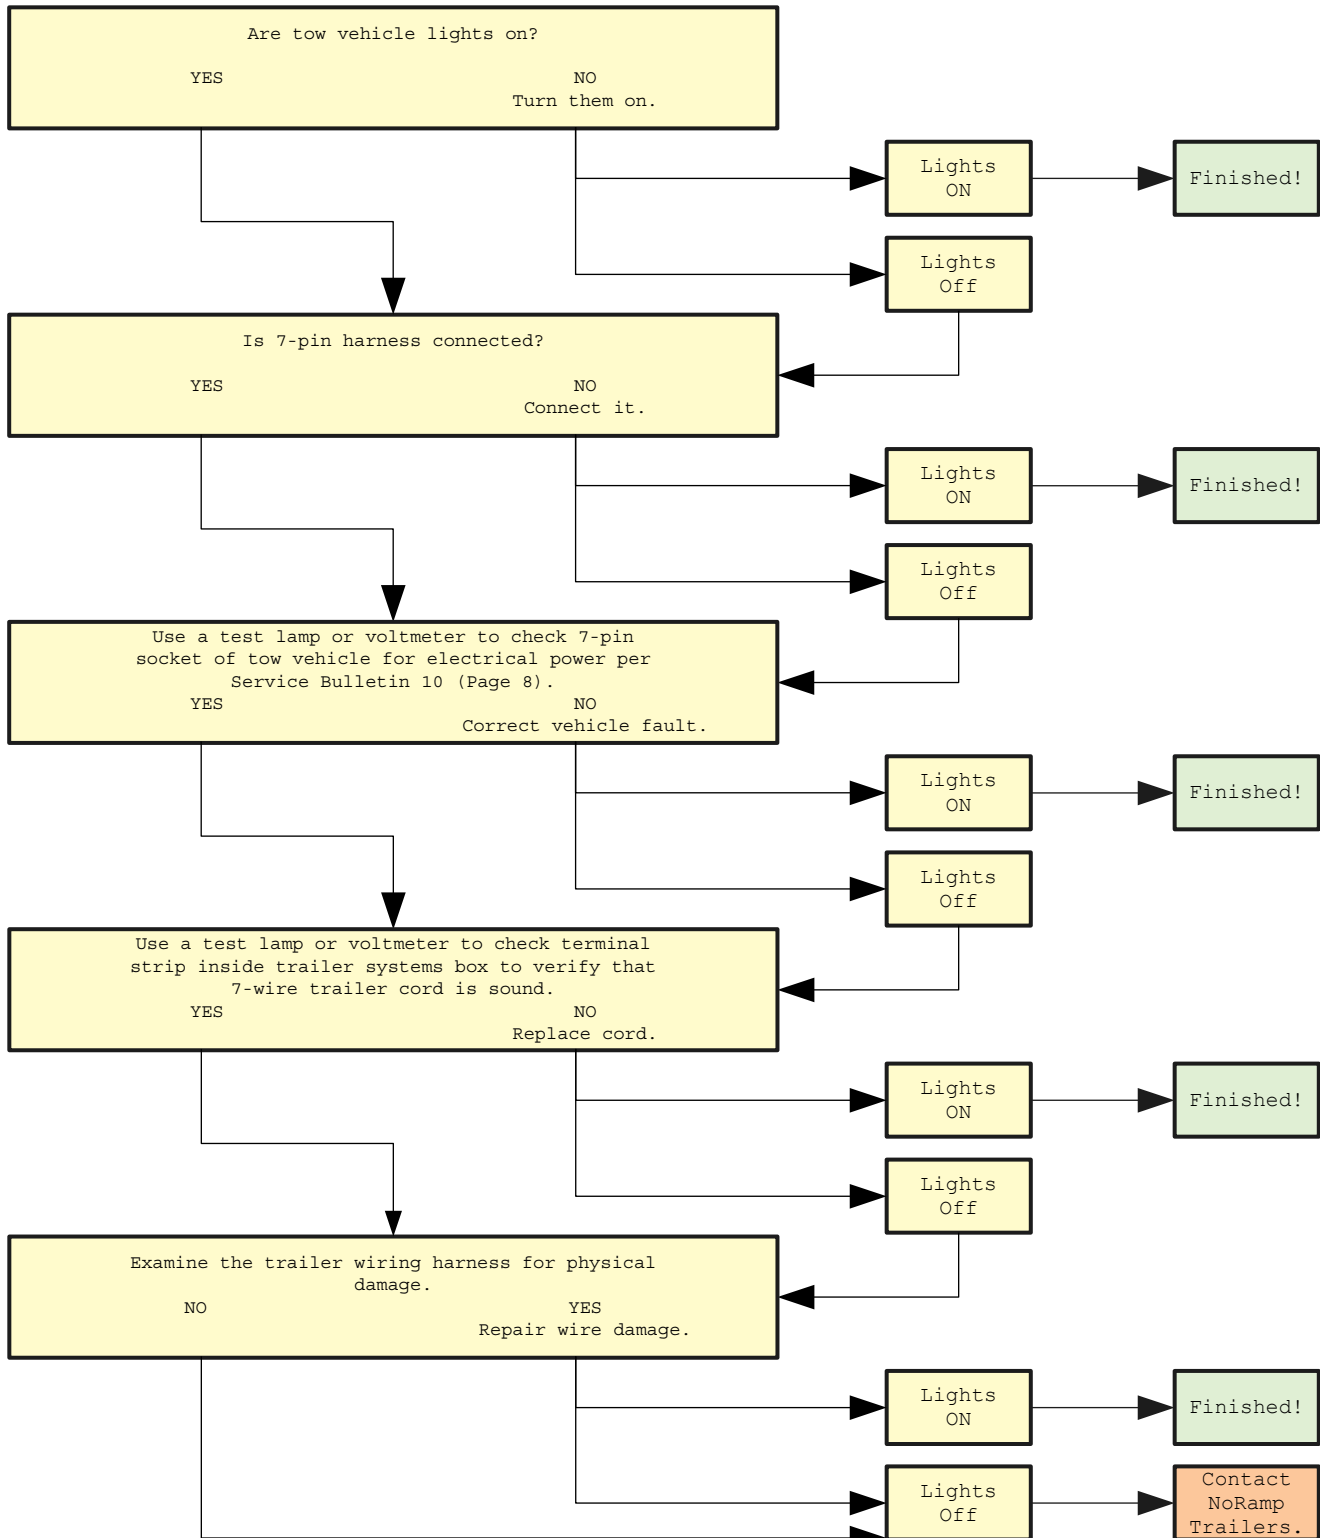 Are tow vehicle lights on?
YES NO
Turn them on.
Lights
ON
Finished!
Lights
Off
Is 7-pin harness connected?
YES NO
Connect it.
Lights
ON
Finished!
Lights
Off
Use a test lamp or voltmeter to check 7-pin
socket of tow vehicle for electrical power per
Service Bulletin 10 (Page 8).
YES NO
Correct vehicle fault.
Lights
ON
Finished!
Lights
Off
Use a test lamp or voltmeter to check terminal
strip inside trailer systems box to verify that
7-wire trailer cord is sound.
YES NO
Replace cord.
Lights
ON
Finished!
Lights
Off
Examine the trailer wiring harness for physical
damage.
NO YES
Repair wire damage.
Lights
ON
Finished!
Lights
Off
Contact
NoRamp
Trailers.